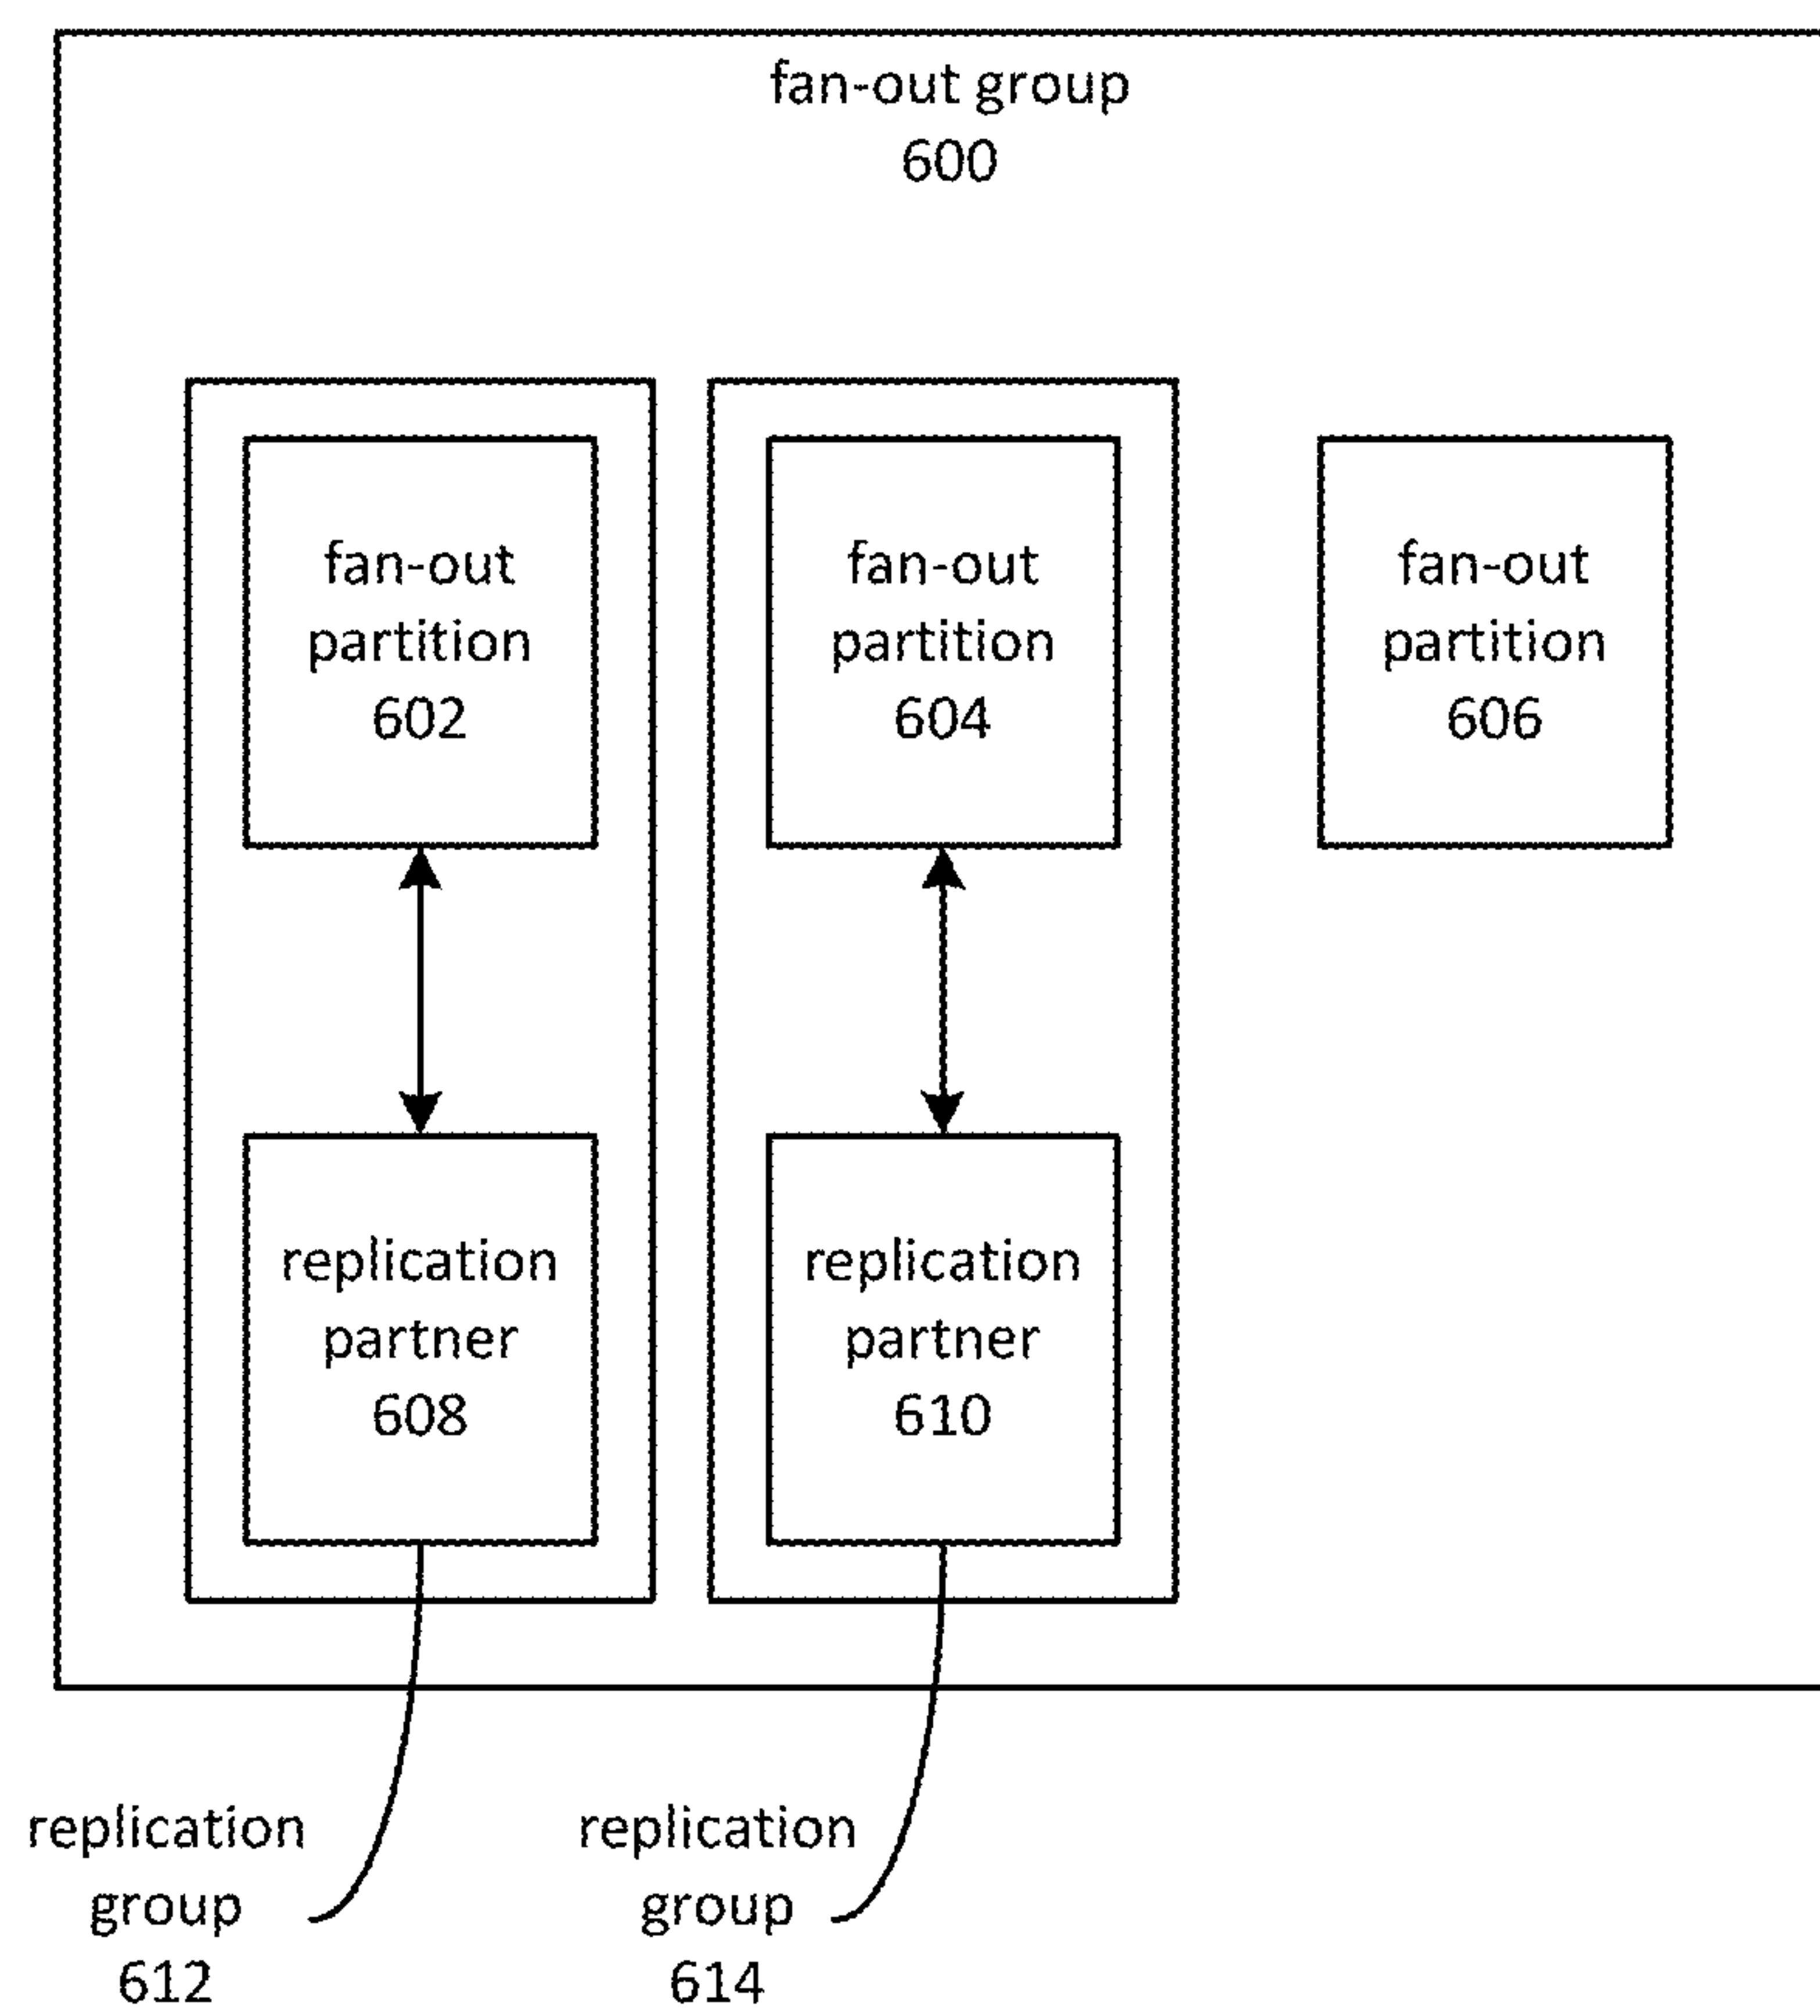 fan-out group
600
fan-out
partition
602
fan-out
partition
604
fan-out
partition
606
replication
partner
608
replication
partner
610
replication
group
612
replication
group
614